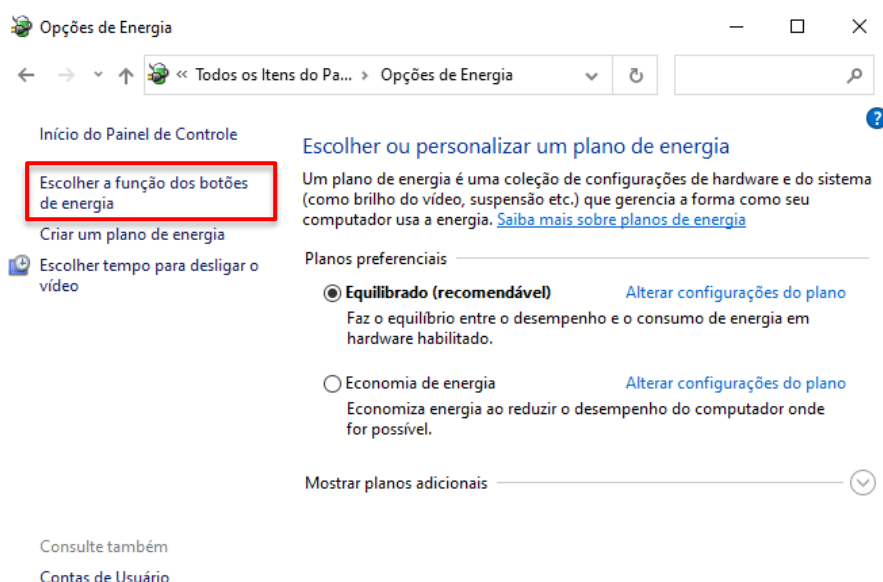 Opções de Energia
« Todos os Itens do Pa... › Opções de Energia
?
Início do Painel de Controle
Escolher a função dos botões
de energia
Criar um plano de energia
Escolher tempo para desligar o
vídeo
Escolher ou personalizar um plano de energia
Um plano de energia é uma coleção de configurações de hardware e do sistema
(como brilho do vídeo, suspensão etc.) que gerencia a forma como seu
computador usa a energia. Saiba mais sobre planos de energia
Planos preferenciais
Equilibrado (recomendável) Alterar configurações do plano
Faz o equilíbrio entre o desempenho e o consumo de energia em
hardware habilitado.
Economia de energia Alterar configurações do plano
Economiza energia ao reduzir o desempenho do computador onde
for possível.
Mostrar planos adicionais
Consulte também
Contas de Usuário